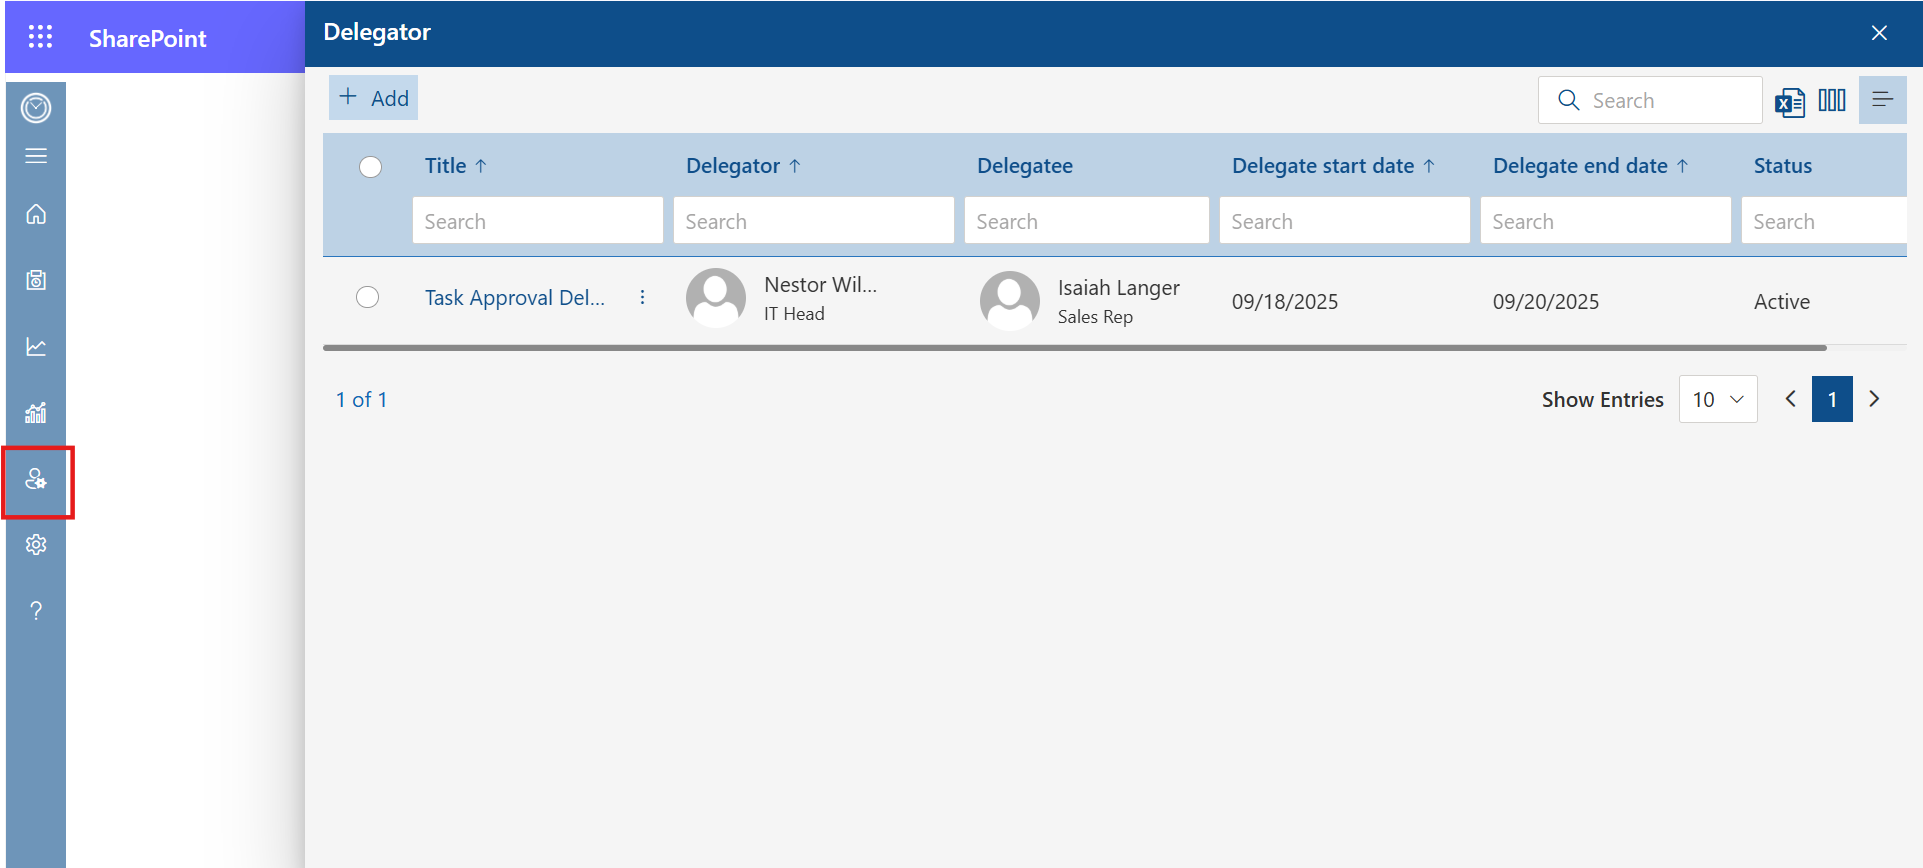 SharePoint
Delegator
+ Add
Search
Title ↑ Delegator ↑ Delegatee Delegate start date ↑ Delegate end date ↑ Status
Search Search Search Search Search Search
Task Approval Del... Nestor Wil... Isaiah Langer 09/18/2025 09/20/2025 Active
IT Head Sales Rep
1 of 1 Show Entries 10 1
?